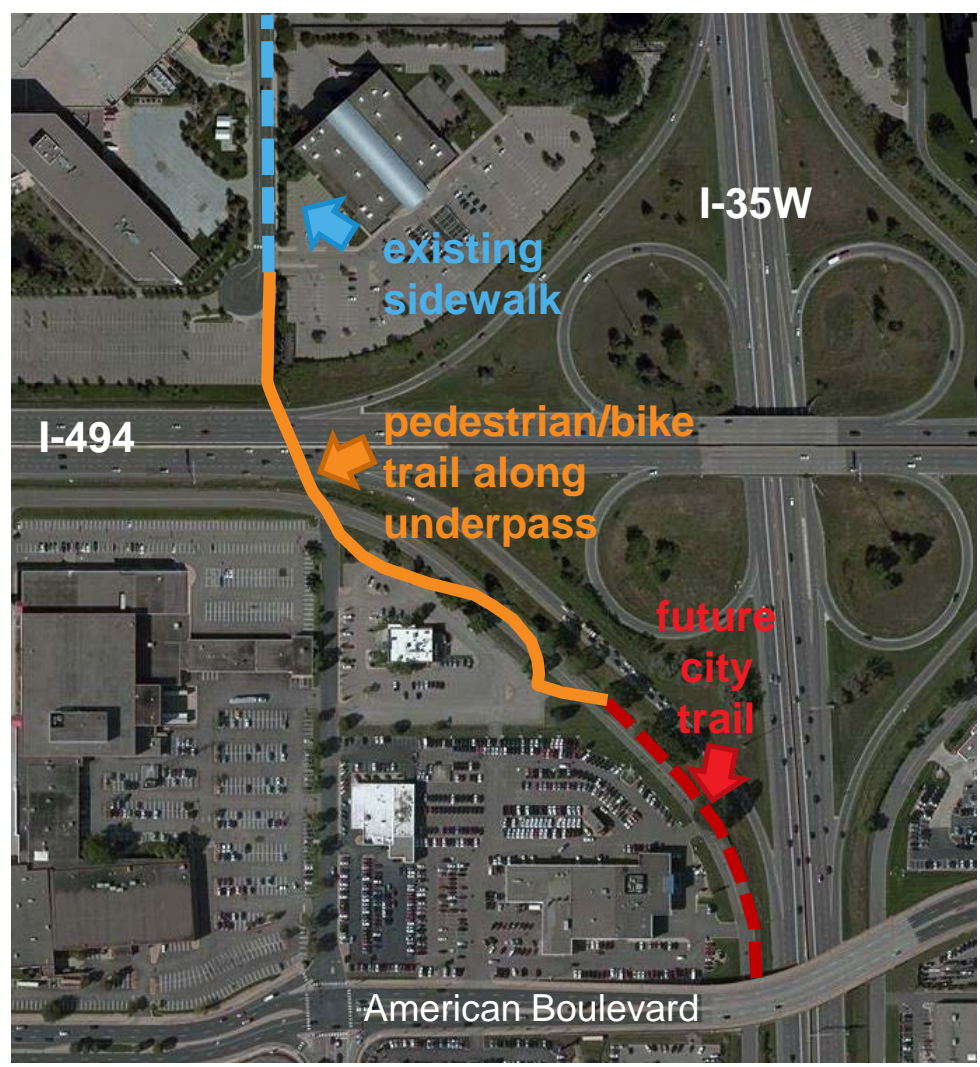 I-35W
existing
sidewalk
I-494
pedestrian/bike
trail along
underpass
future
city
trail
American Boulevard